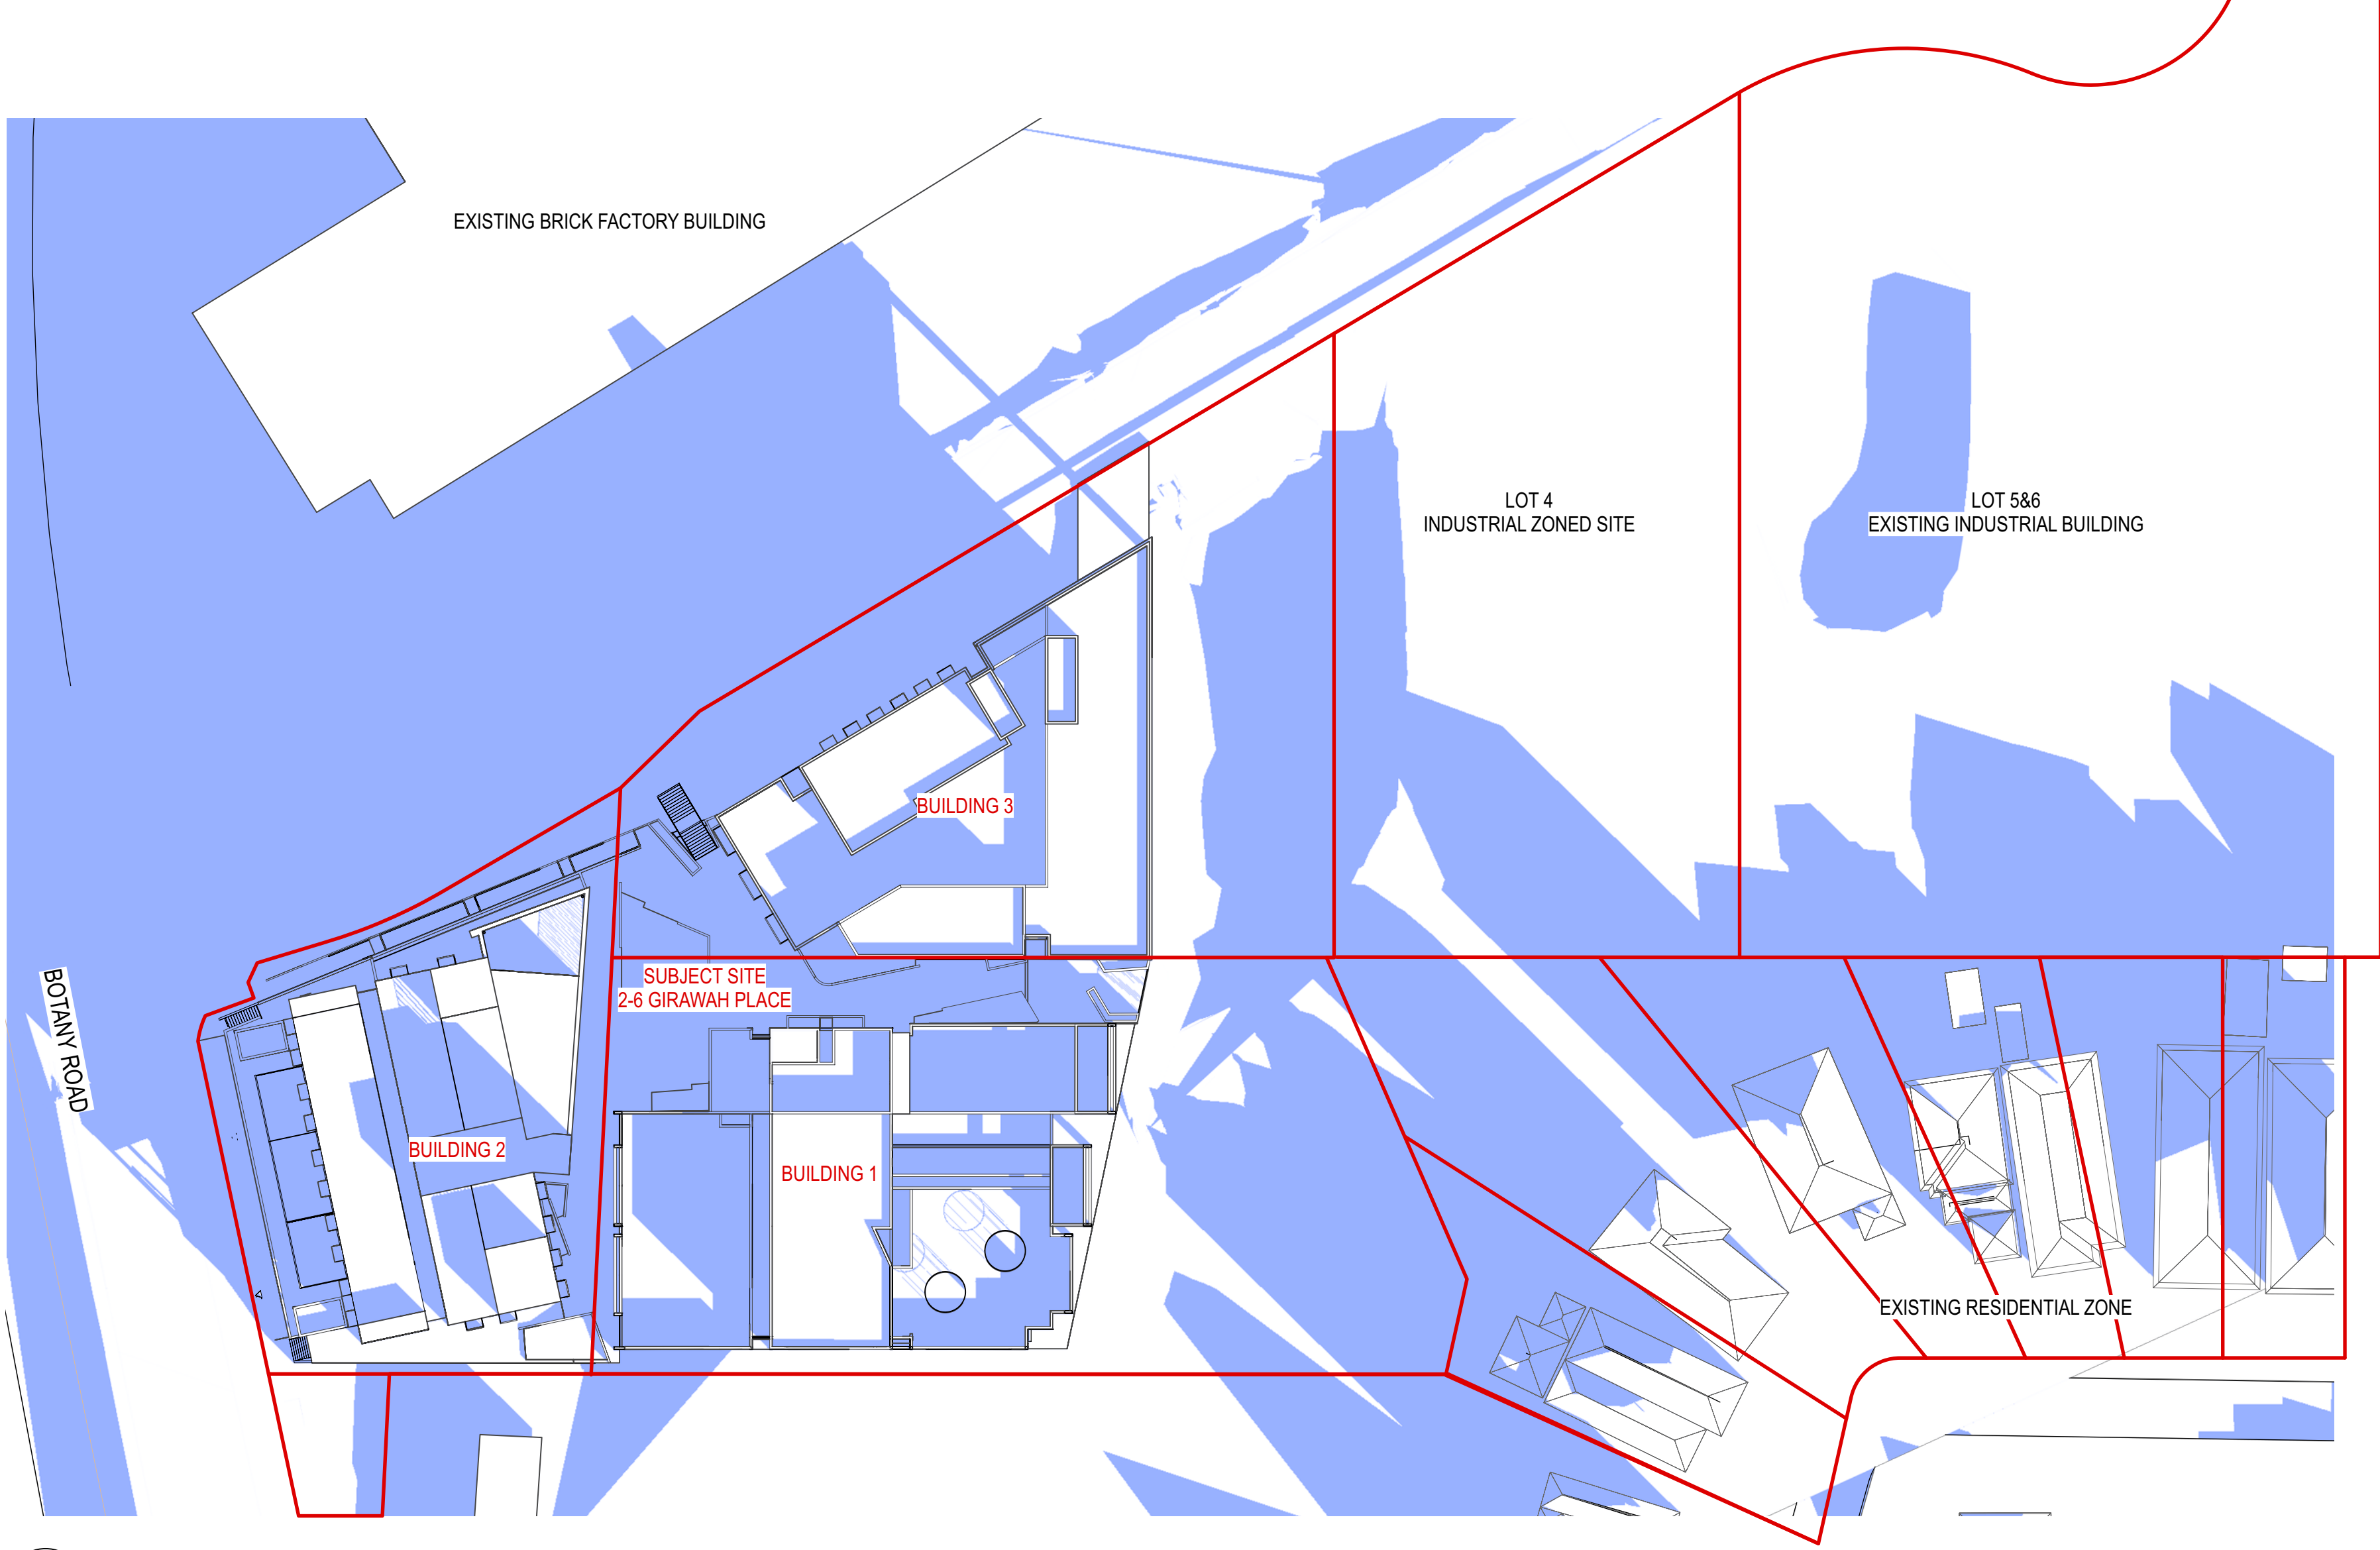 EXISTING BRICK FACTORY BUILDING
LOT 4
INDUSTRIAL ZONED SITE
LOT 5&6
EXISTING INDUSTRIAL BUILDING
BUILDING 3
SUBJECT SITE
2-6 GIRAWAH PLACE
BOTANY ROAD
BUILDING 2
BUILDING 1
EXISTING RESIDENTIAL ZONE